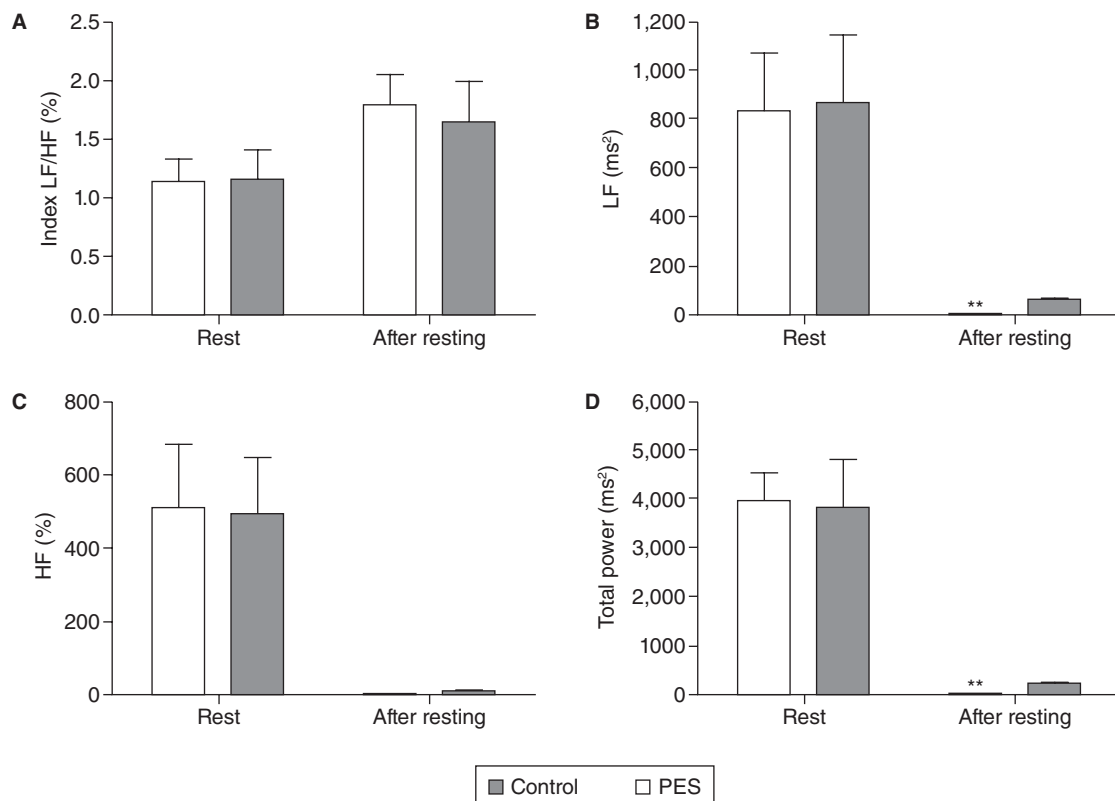 A
Index LF/HF (%)
2.5
2.0
1.5
1.0
0.5
0.0
Rest
After resting
B
LF (ms²)
1,200
1,000
800
600
400
200
0
**
Rest
After resting
C
HF (%)
800
600
400
200
0
Rest
After resting
D
Total power (ms²)
6,000
5,000
4,000
3,000
2,000
1000
0
**
Rest
After resting
Control PES